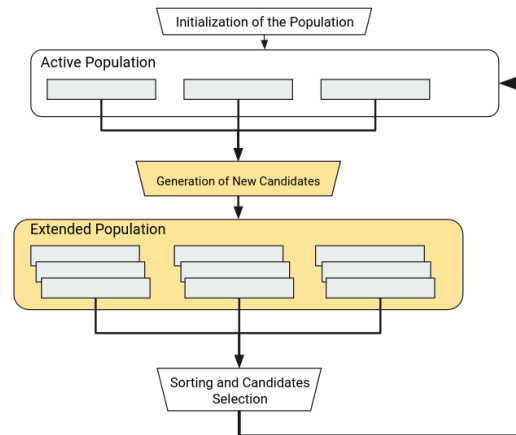 Initialization of the Population
Active Population
Generation of New Candidates
Extended Population
Sorting and Candidates
Selection